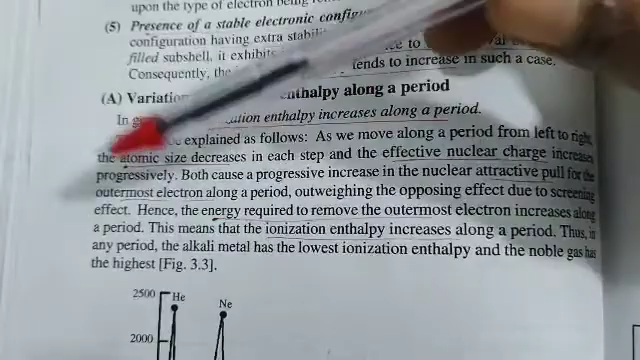 upon the type of electron being
(5) Presence of a stable electronic
configuration having extra
filled subshell, it exhibits to
Consequently, the tends to increase in such a case.
(A) Variation enthalpy along a period
In ionization enthalpy increases along a period.
explained as follows: As we move along a period from left to right,
the atomic size decreases in each step and the effective nuclear charge increases
progressively. Both cause a progressive increase in the nuclear attractive pull for the
outermost electron along a period, outweighing the opposing effect due to screening
effect. Hence, the energy required to remove the outermost electron increases along
a period. This means that the ionization enthalpy increases along a period. Thus, in
any period, the alkali metal has the lowest ionization enthalpy and the noble gas has
the highest [Fig. 3.3].
2500 He
Ne
2000